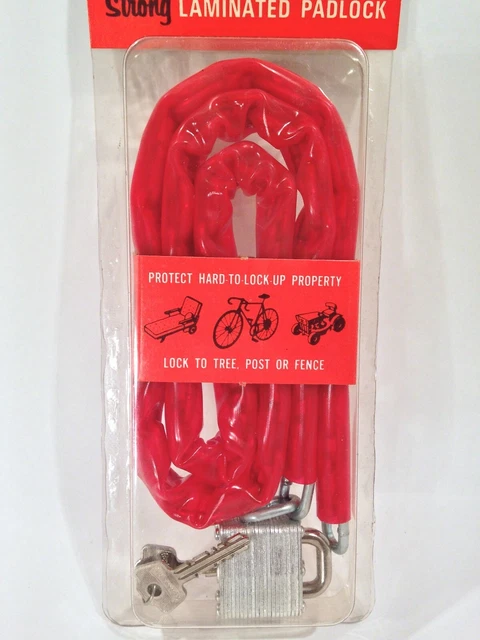 Strong LAMINATED PADLOCK
PROTECT HARD-TO-LOCK-UP PROPERTY
LOCK TO TREE, POST OR FENCE